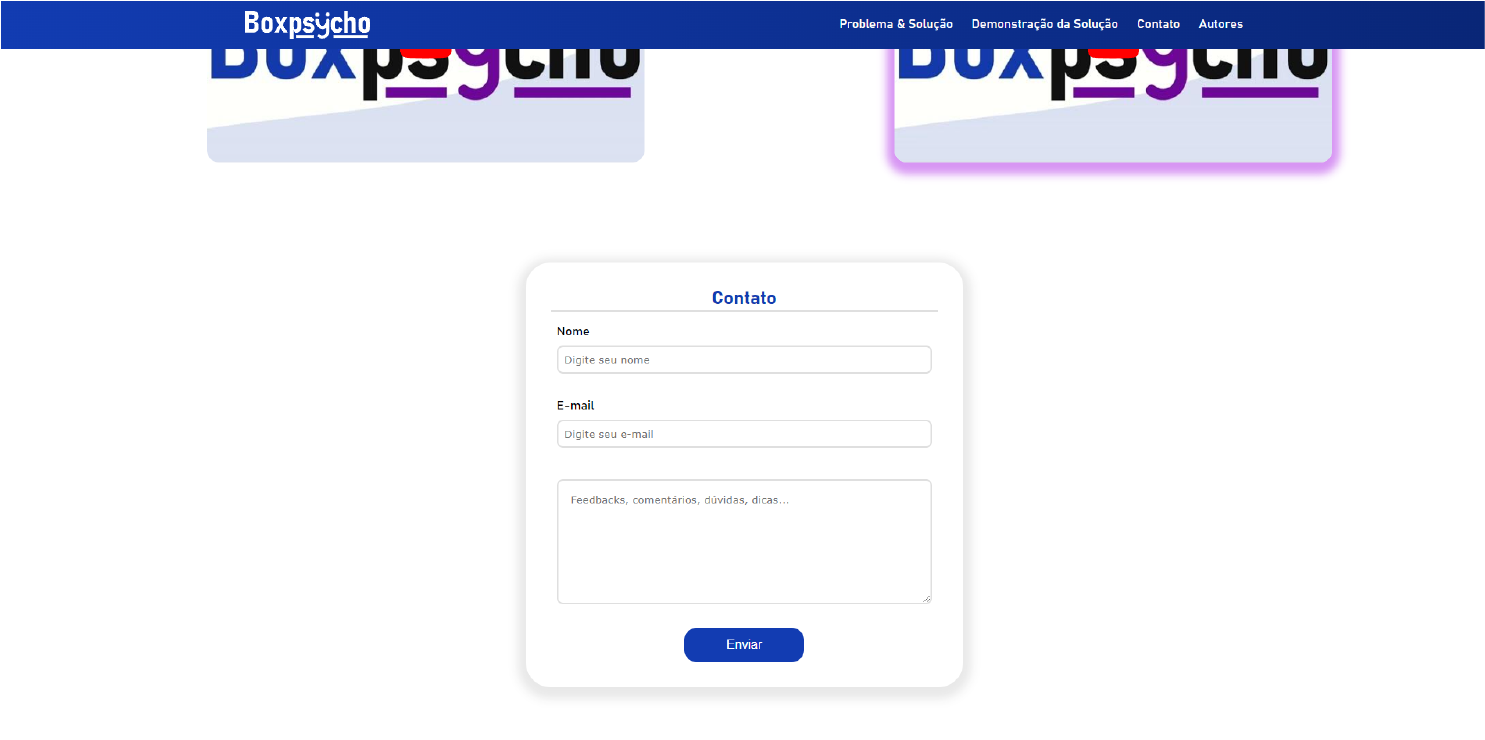 Boxpsycho
Problema & Solução Demonstração da Solução Contato Autores
Boxpsycho Boxpsycho
Contato
Nome
Digite seu nome
E-mail
Digite seu e-mail
Feedbacks, comentários, dúvidas, dicas...
Enviar